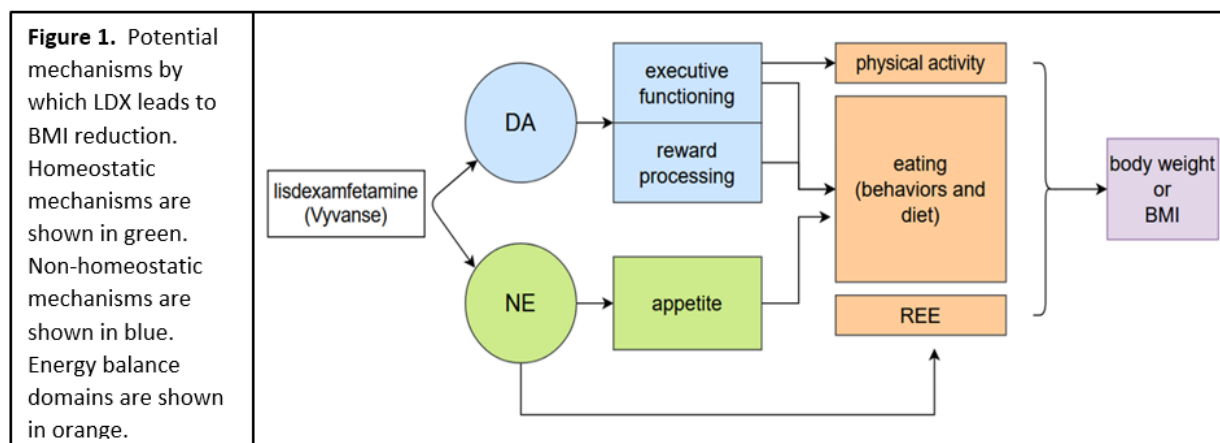 Figure 1. Potential
mechanisms by
which LDX leads to
BMI reduction.
Homeostatic
mechanisms are
shown in green.
Non-homeostatic
mechanisms are
shown in blue.
Energy balance
domains are shown
in orange.
lisdexamfetamine
(Vyvanse)
DA
NE
executive
functioning
reward
processing
appetite
physical activity
eating
(behaviors and
diet)
REE
body weight
or
BMI